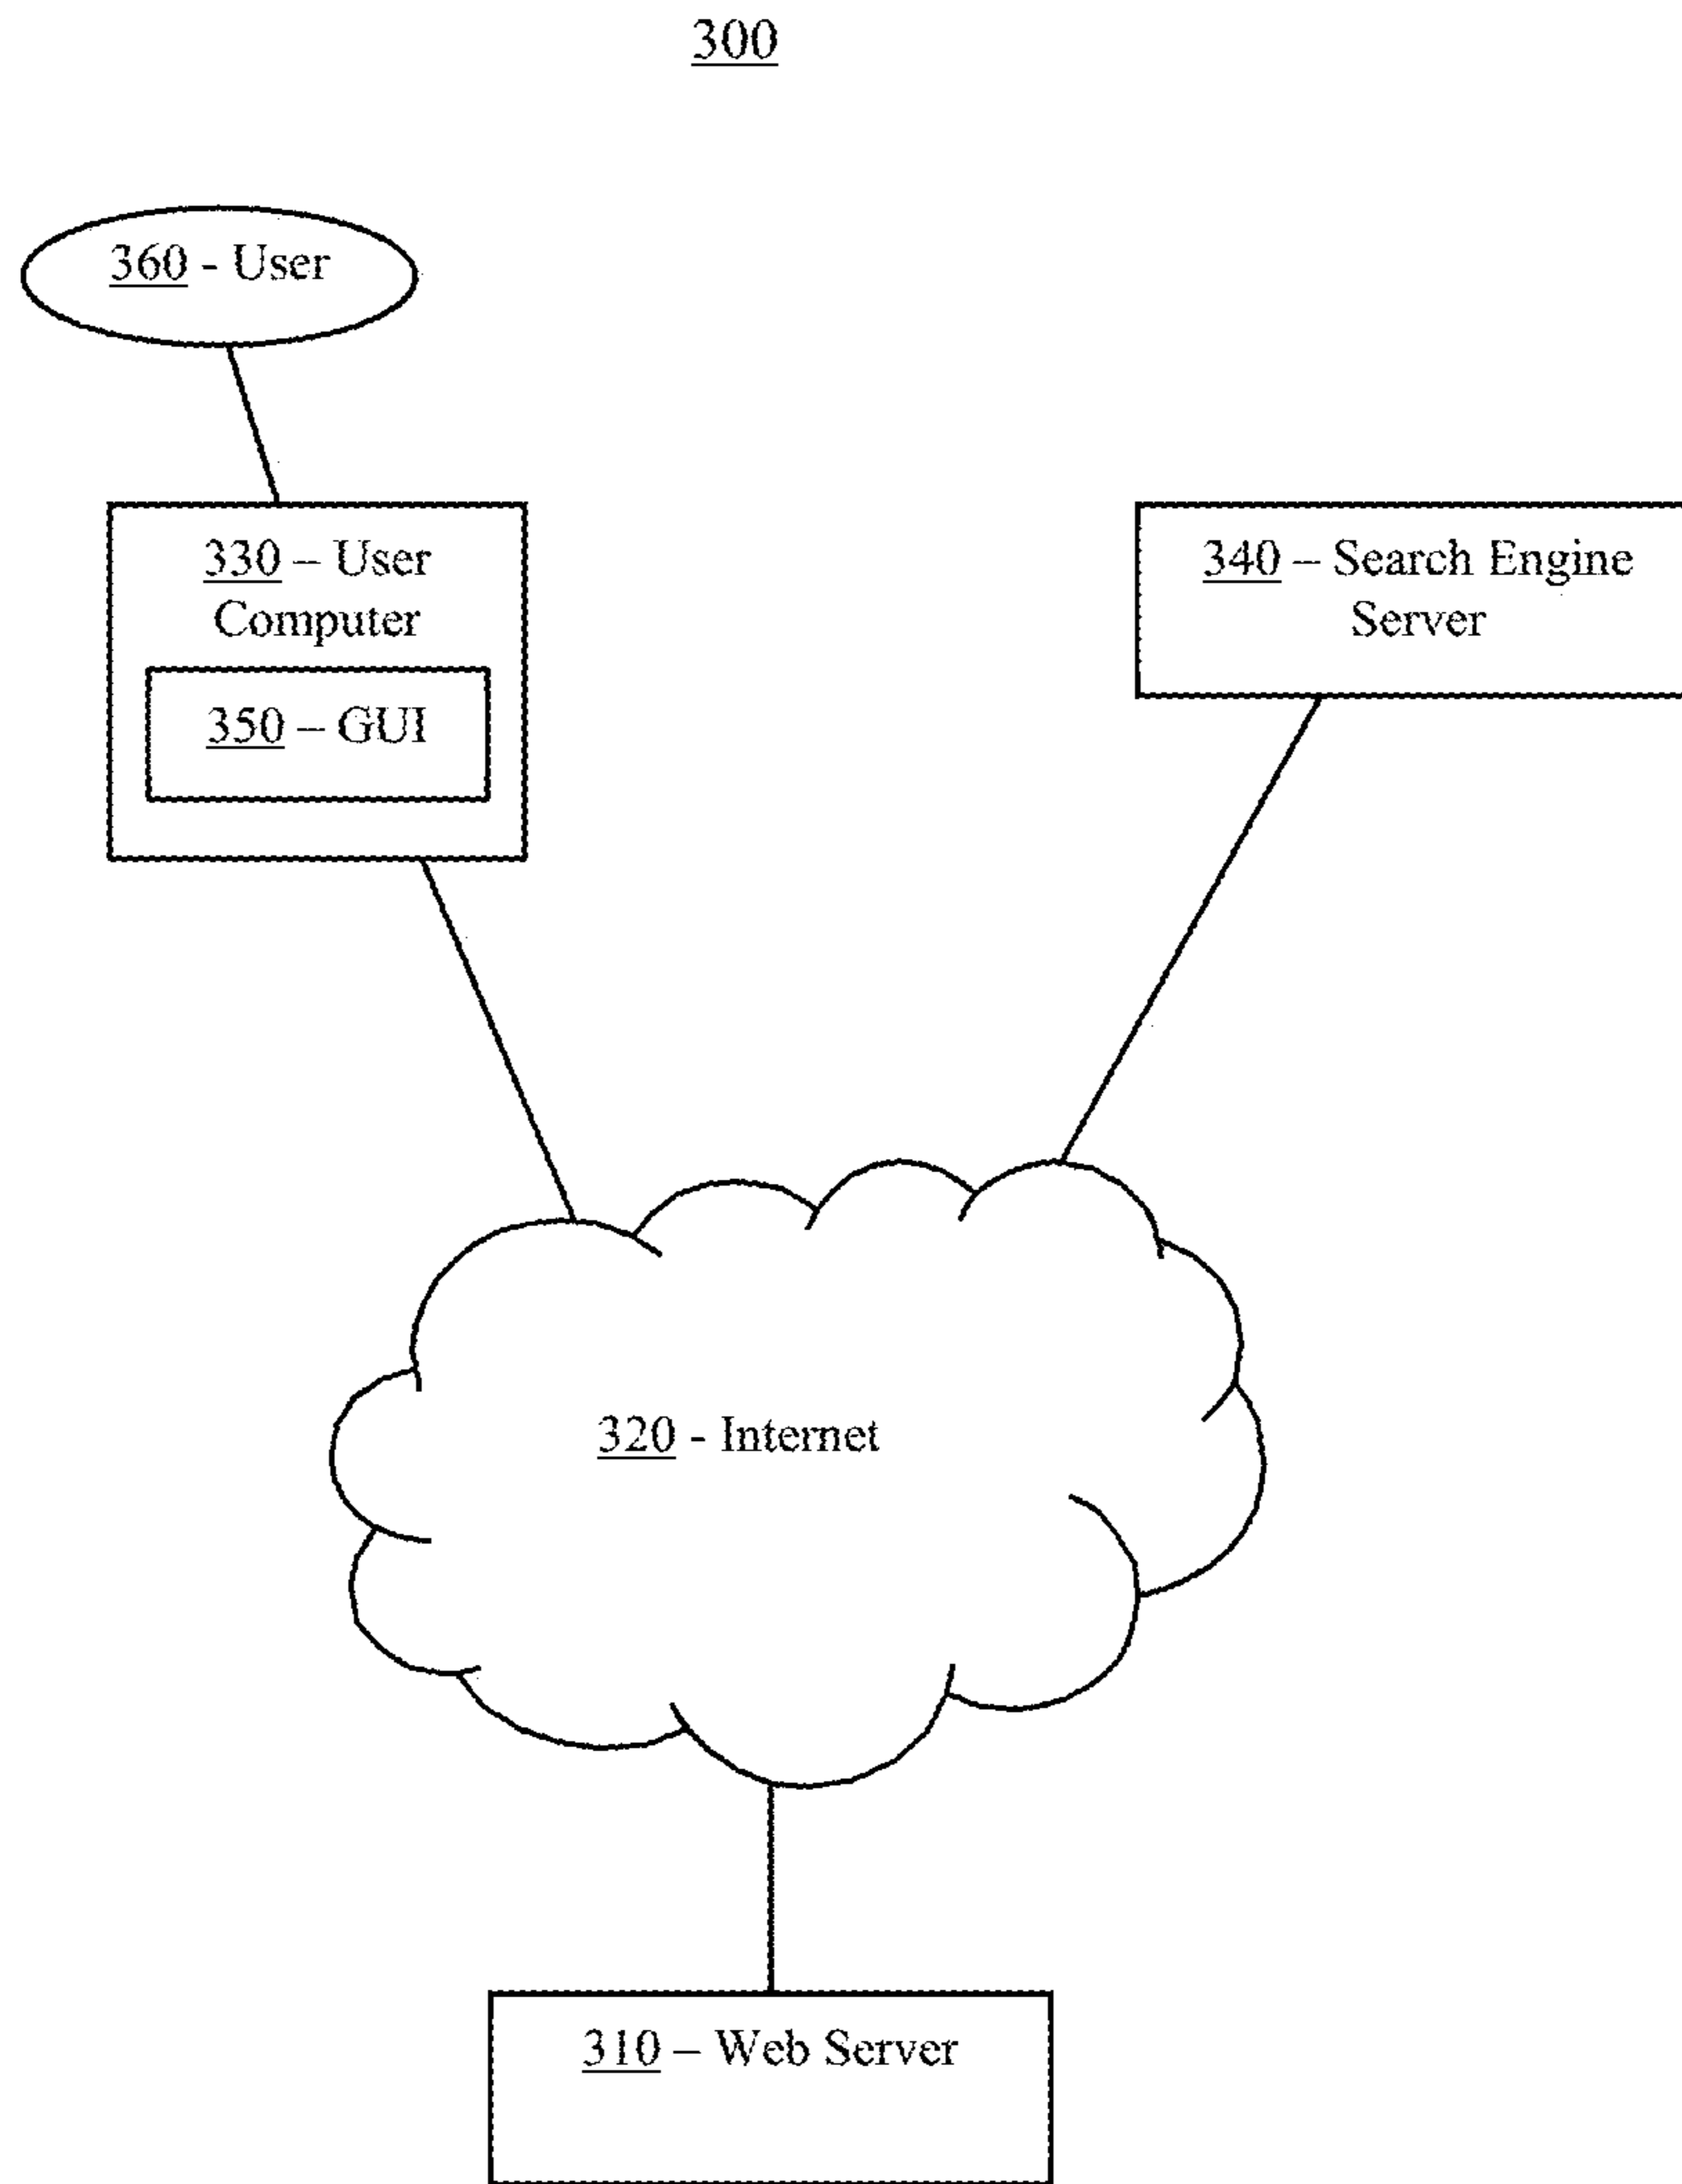 300
360 - User
330 – User
Computer
350 – GUI
340 – Search Engine
Server
320 - Internet
310 – Web Server